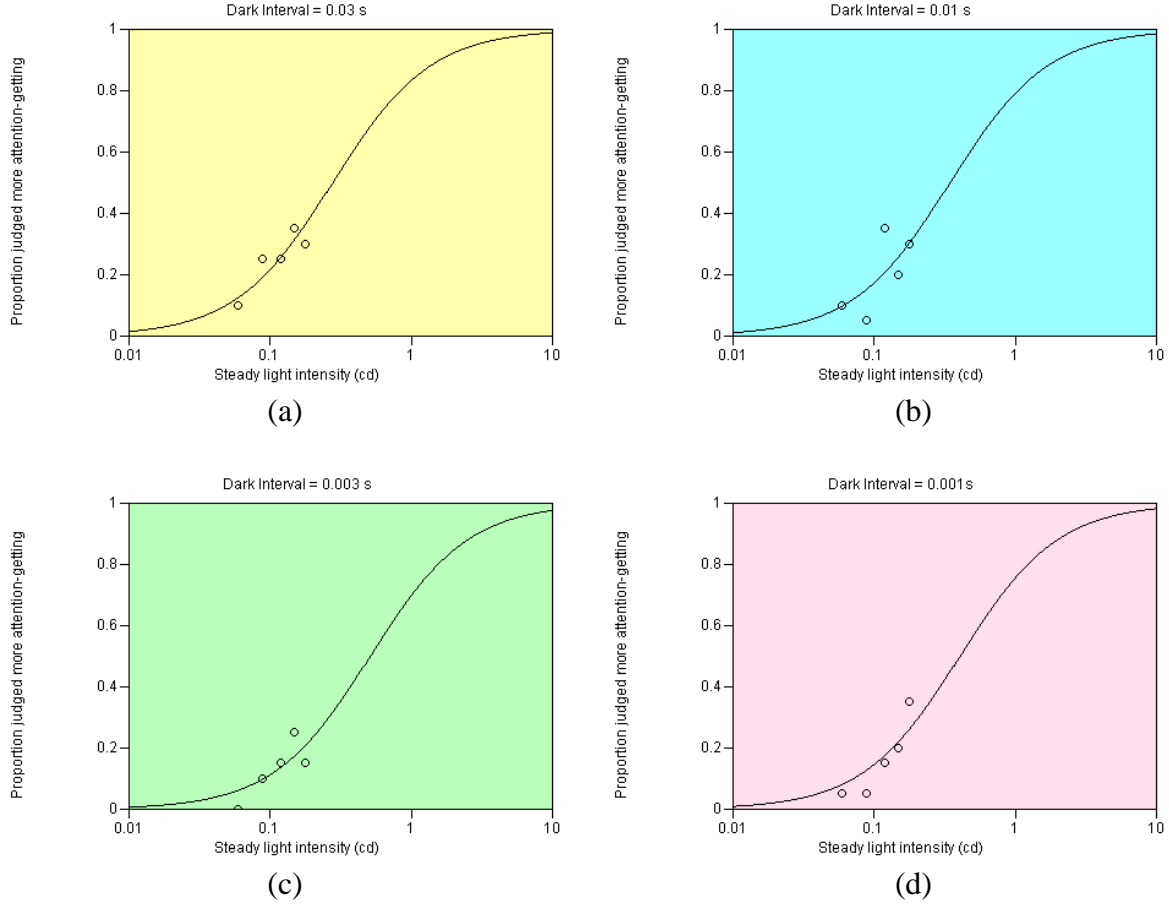 Dark Interval = 0.03 s
Proportion judged more attention-getting
1
0.8
0.6
0.4
0.2
0
0.01
0.1
1
10
Steady light intensity (cd)
(a)
Dark Interval = 0.01 s
Proportion judged more attention-getting
1
0.8
0.6
0.4
0.2
0
0.01
0.1
1
10
Steady light intensity (cd)
(b)
Dark Interval = 0.003 s
Proportion judged more attention-getting
1
0.8
0.6
0.4
0.2
0
0.01
0.1
1
10
Steady light intensity (cd)
(c)
Dark Interval = 0.001s
Proportion judged more attention-getting
1
0.8
0.6
0.4
0.2
0
0.01
0.1
1
10
Steady light intensity (cd)
(d)